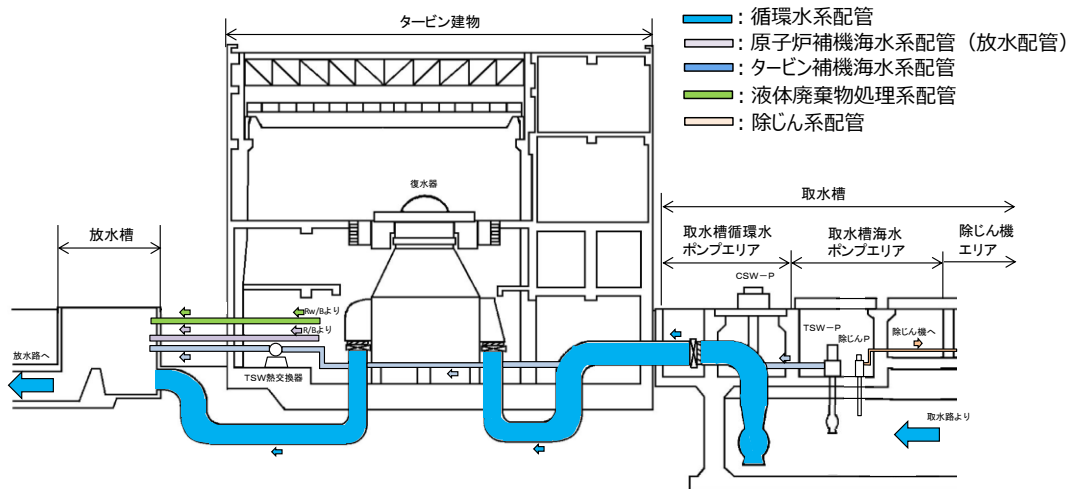 タービン建物
：循環水系配管
：原子炉補機海水系配管（放水配管）
：タービン補機海水系配管
：液体廃棄物処理系配管
：除じん系配管
復水器
取水槽
放水槽
取水槽循環水
ポンプエリア
取水槽海水
ポンプエリア
除じん機
エリア
CSW－P
Rw/Bより
R/Bより
TSW－P
除じんP
除じん機へ
放水路へ
TSW熱交換器
取水路より